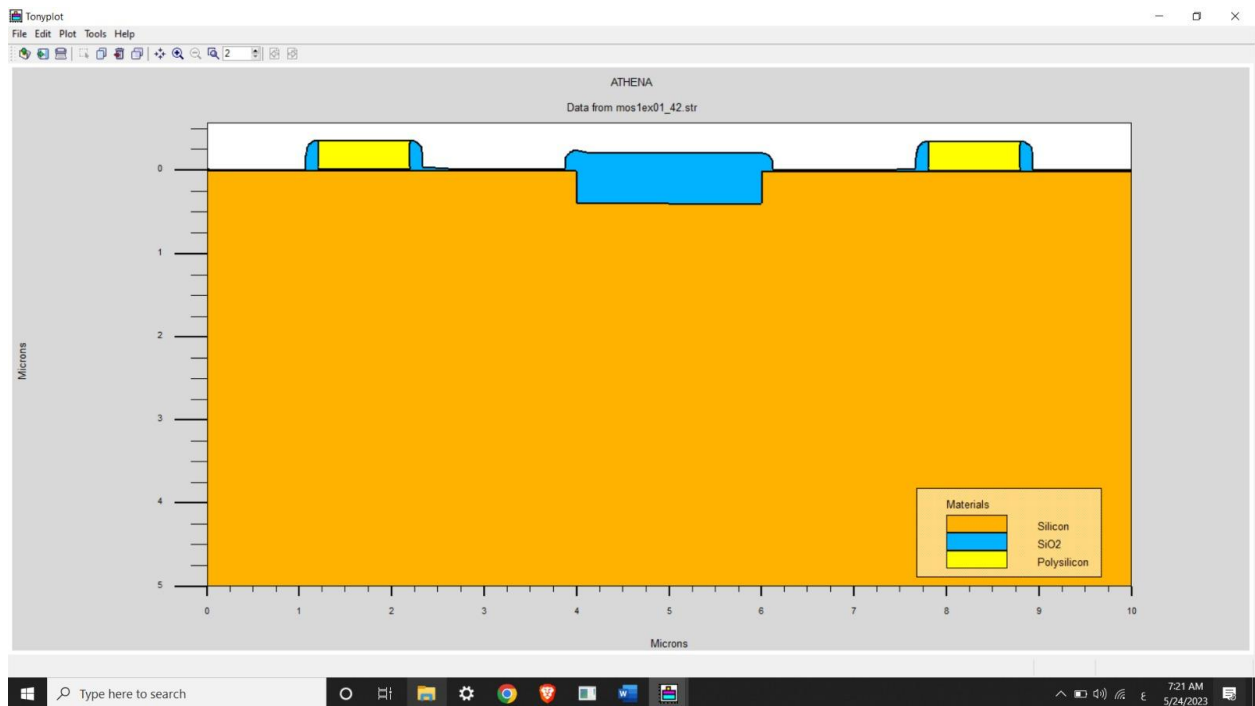 Tonyplot
File Edit Plot Tools Help
2
ATHENA
Data from mos1ex01_42.str
0
1
2
3
4
5
Microns
Materials
Silicon
SiO2
Polysilicon
0 1 2 3 4 5 6 7 8 9 10
Microns
Type here to search
ع
7:21 AM
5/24/2023